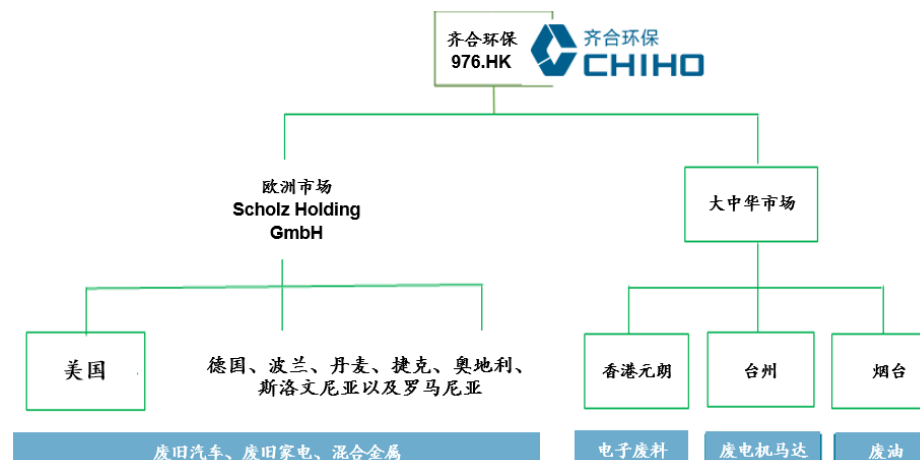 齐合环保
976.HK
齐合环保
CHIHO
欧洲市场
Scholz Holding
GmbH
大中华市场
美国
德国、波兰、丹麦、捷克、奥地利、
斯洛文尼亚以及罗马尼亚
香港元朗
台州
烟台
废旧汽车、废旧家电、混合金属
电子废料
废电机马达
废油